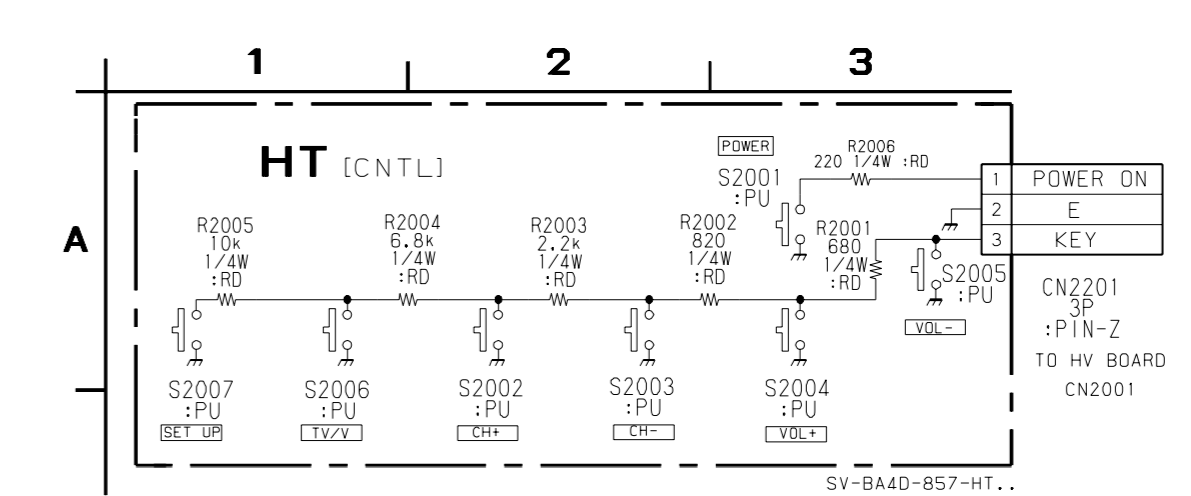 1
2
3
A
HT [CNTL]
POWER
S2001
:PU
R2006
220 1/4W :RD
1 POWER ON
2 E
3 KEY
R2005
10k
1/4W
:RD
R2004
6.8k
1/4W
:RD
R2003
2.2k
1/4W
:RD
R2002
820
1/4W
:RD
R2001
680
1/4W
:RD
S2005
:PU
VOL-
CN2201
3P
:PIN-Z
TO HV BOARD
CN2001
S2007
:PU
SET UP
S2006
:PU
TV/V
S2002
:PU
CH+
S2003
:PU
CH-
S2004
:PU
VOL+
SV-BA4D-857-HT..